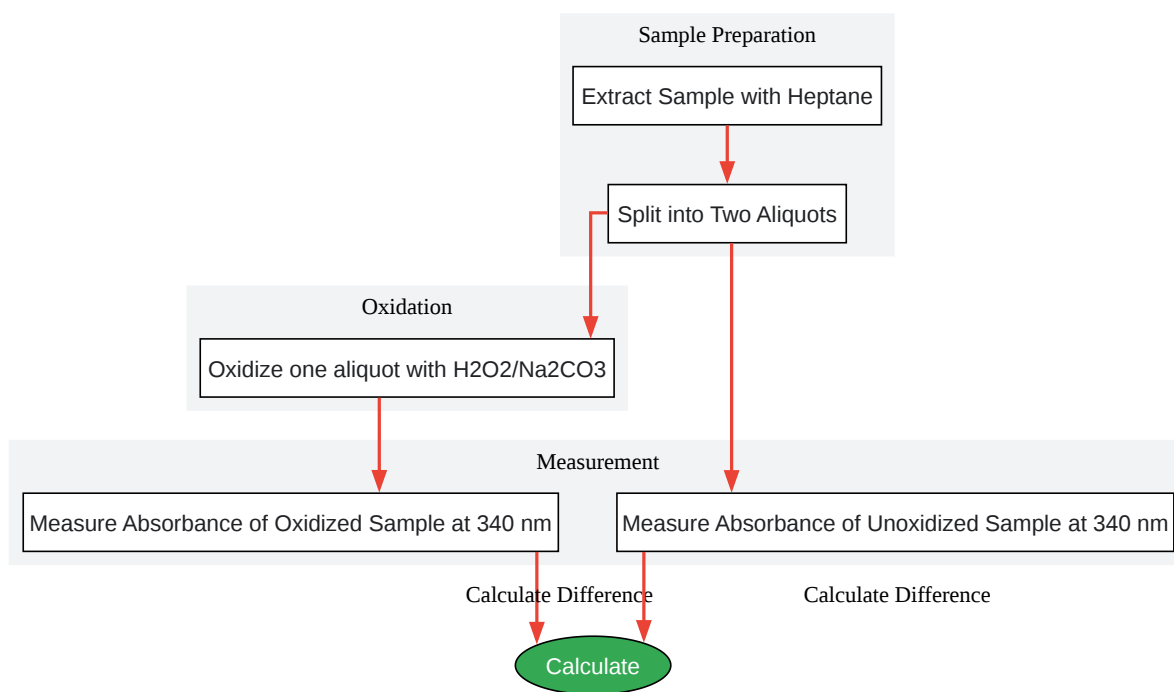 Sample Preparation
Extract Sample with Heptane
Split into Two Aliquots
Oxidation
Oxidize one aliquot with H2O2/Na2CO3
Measurement
Measure Absorbance of Oxidized Sample at 340 nm
Measure Absorbance of Unoxidized Sample at 340 nm
Calculate Difference
Calculate Difference
Calculate